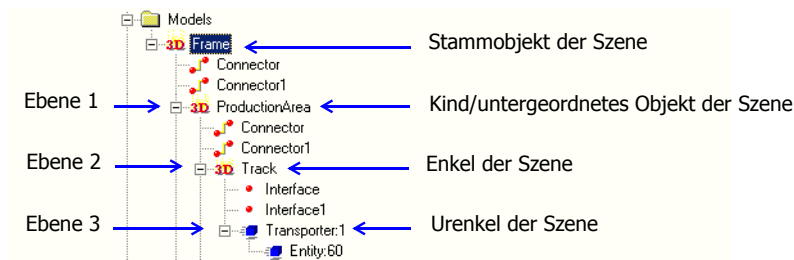 Models
3D Frame Stammobjekt der Szene
Connector
Connector1
Ebene 1 3D ProductionArea Kind/untergeordnetes Objekt der Szene
Connector
Connector1
Ebene 2 3D Track Enkel der Szene
Interface
Interface1
Ebene 3 Transporter:1 Urenkel der Szene
Entity:60